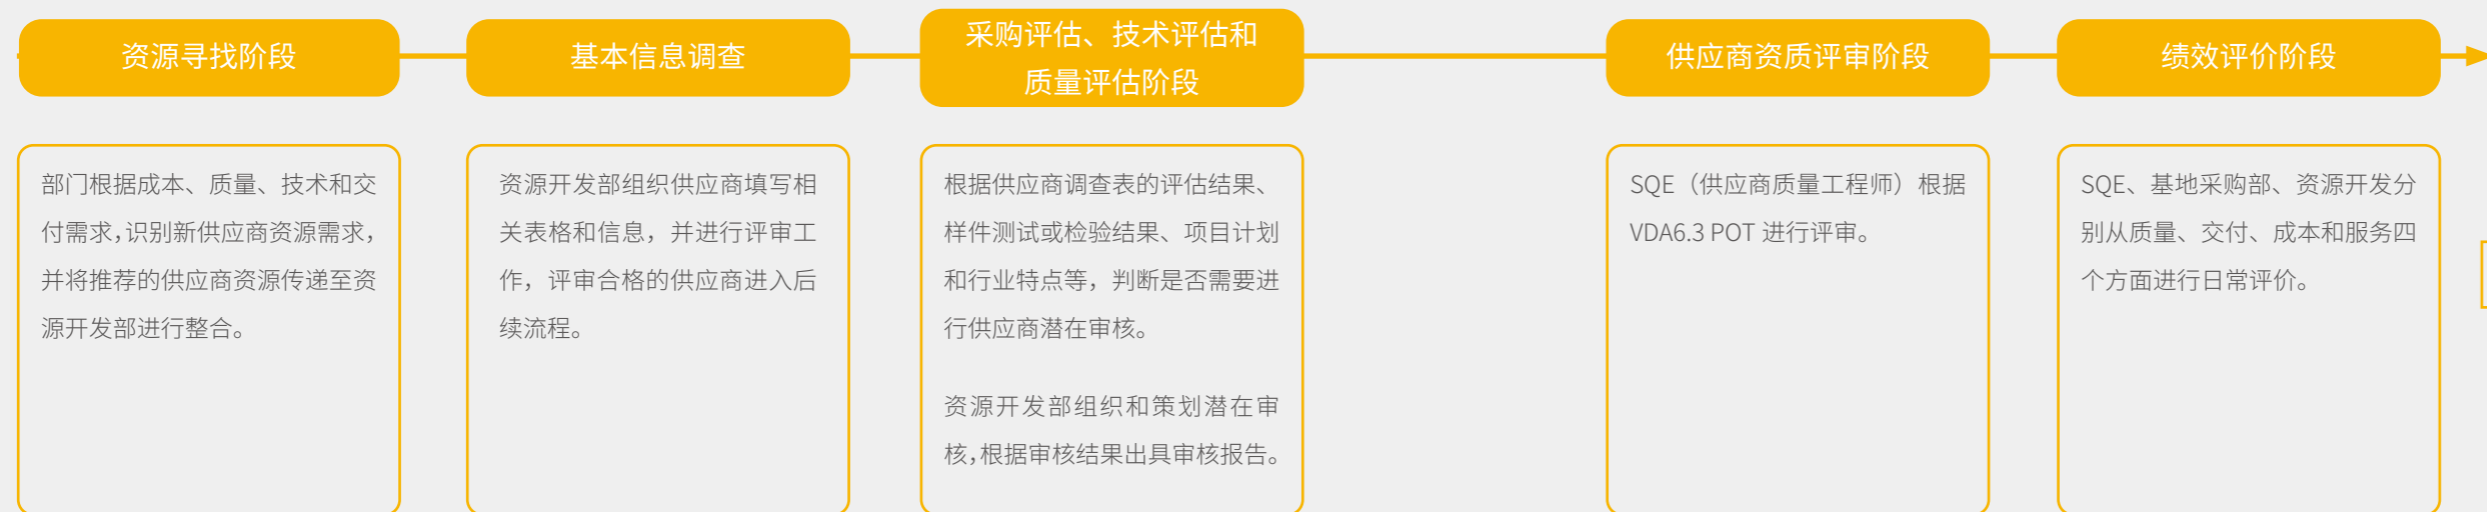 资源寻找阶段
基本信息调查
采购评估、技术评估和
质量评估阶段
供应商资质评审阶段
绩效评价阶段
部门根据成本、质量、技术和交
付需求，识别新供应商资源需求，
并将推荐的供应商资源传递至资
源开发部进行整合。
资源开发部组织供应商填写相
关表格和信息，并进行评审工
作，评审合格的供应商进入后
续流程。
根据供应商调查表的评估结果、
样件测试或检验结果、项目计划
和行业特点等，判断是否需要进
行供应商潜在审核。
资源开发部组织和策划潜在审
核，根据审核结果出具审核报告。
SQE（供应商质量工程师）根据
VDA6.3 POT 进行评审。
SQE、基地采购部、资源开发分
别从质量、交付、成本和服务四
个方面进行日常评价。